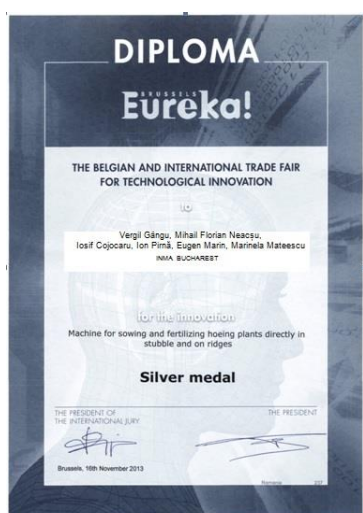 DIPLOMA
BRUSSELS
Eureka!
THE BELGIAN AND INTERNATIONAL TRADE FAIR
FOR TECHNOLOGICAL INNOVATION
to
Vergil Gângu, Mihail Florian Neacșu,
Iosif Cojocaru, Ion Pirnă, Eugen Marin, Marinela Mateescu
INMA BUCHAREST
for the innovation
Machine for sowing and fertilizing hoeing plants directly in
stubble and on ridges
Silver medal
THE PRESIDENT OF
THE INTERNATIONAL JURY
THE PRESIDENT
Brussels, 16th November 2013